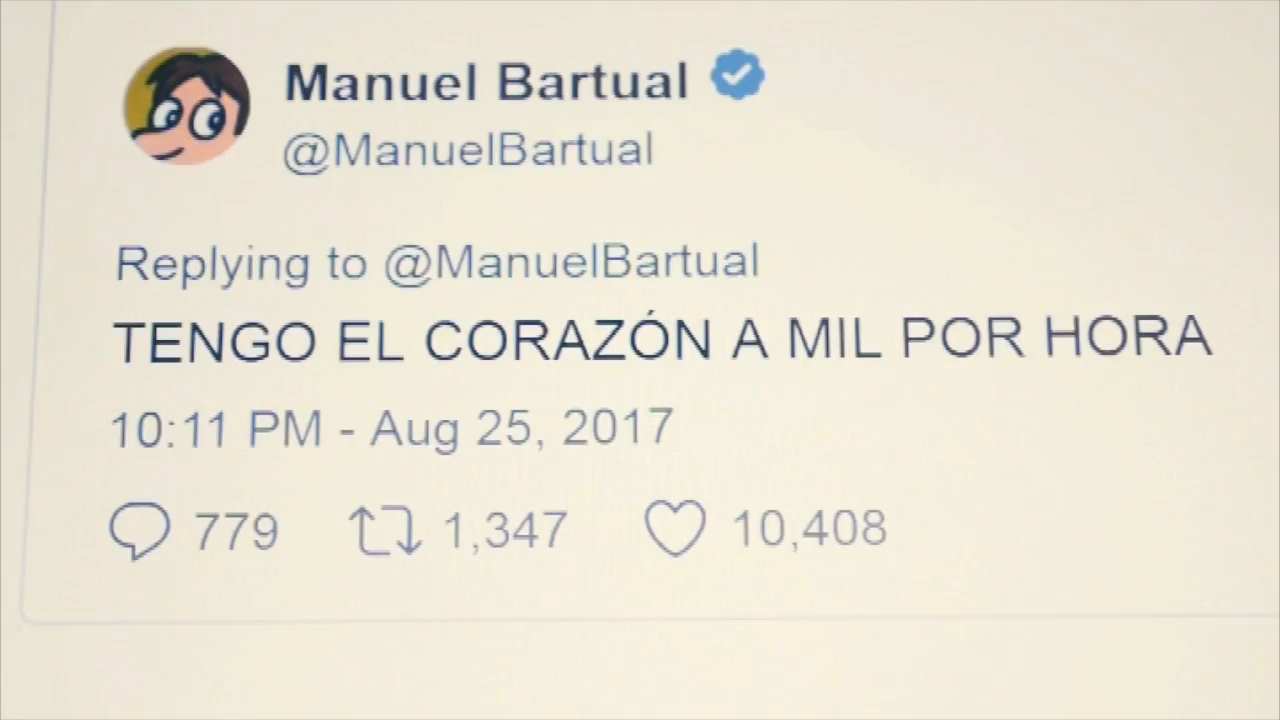 Manuel Bartual
@ManuelBartual
Replying to @ManuelBartual
TENGO EL CORAZÓN A MIL POR HORA
10:11 PM - Aug 25, 2017
779 1,347 10,408